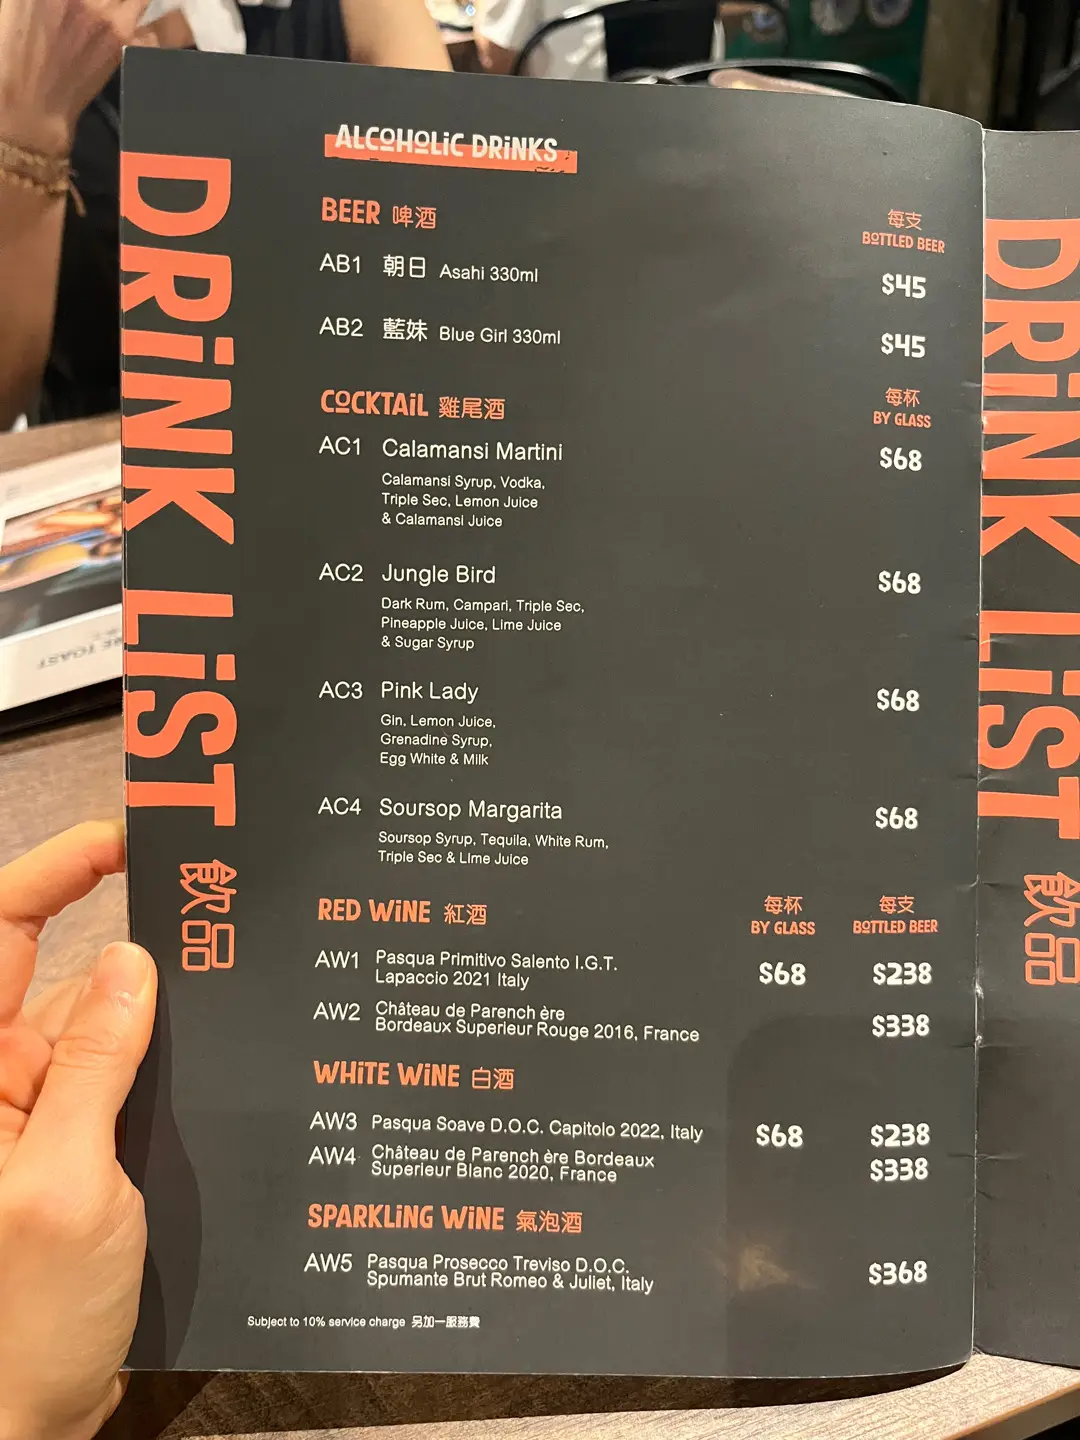 DRiNK LiST 飲品
ALCOHOLiC DRiNKS
BEER 啤酒
每支
BOTTLED BEER
AB1 朝日 Asahi 330ml $45
AB2 藍妹 Blue Girl 330ml $45
COCKTAiL 雞尾酒
每杯
BY GLASS
AC1 Calamansi Martini $68
Calamansi Syrup, Vodka,
Triple Sec, Lemon Juice
& Calamansi Juice
AC2 Jungle Bird $68
Dark Rum, Campari, Triple Sec,
Pineapple Juice, Lime Juice
& Sugar Syrup
AC3 Pink Lady $68
Gin, Lemon Juice,
Grenadine Syrup,
Egg White & Milk
AC4 Soursop Margarita $68
Soursop Syrup, Tequila, White Rum,
Triple Sec & Lime Juice
RED WiNE 紅酒
每杯 每支
BY GLASS BOTTLED BEER
AW1 Pasqua Primitivo Salento I.G.T.
Lapaccio 2021 Italy $68 $238
AW2 Château de Parench ère
Bordeaux Superieur Rouge 2016, France $338
WHiTE WiNE 白酒
AW3 Pasqua Soave D.O.C. Capitolo 2022, Italy $68 $238
AW4 Château de Parench ère Bordeaux
Superieur Blanc 2020, France $338
SPARKLiNG WiNE 氣泡酒
AW5 Pasqua Prosecco Treviso D.O.C.
Spumante Brut Romeo & Juliet, Italy $368
Subject to 10% service charge 另加一服務費
DRiNK LiST 飲品